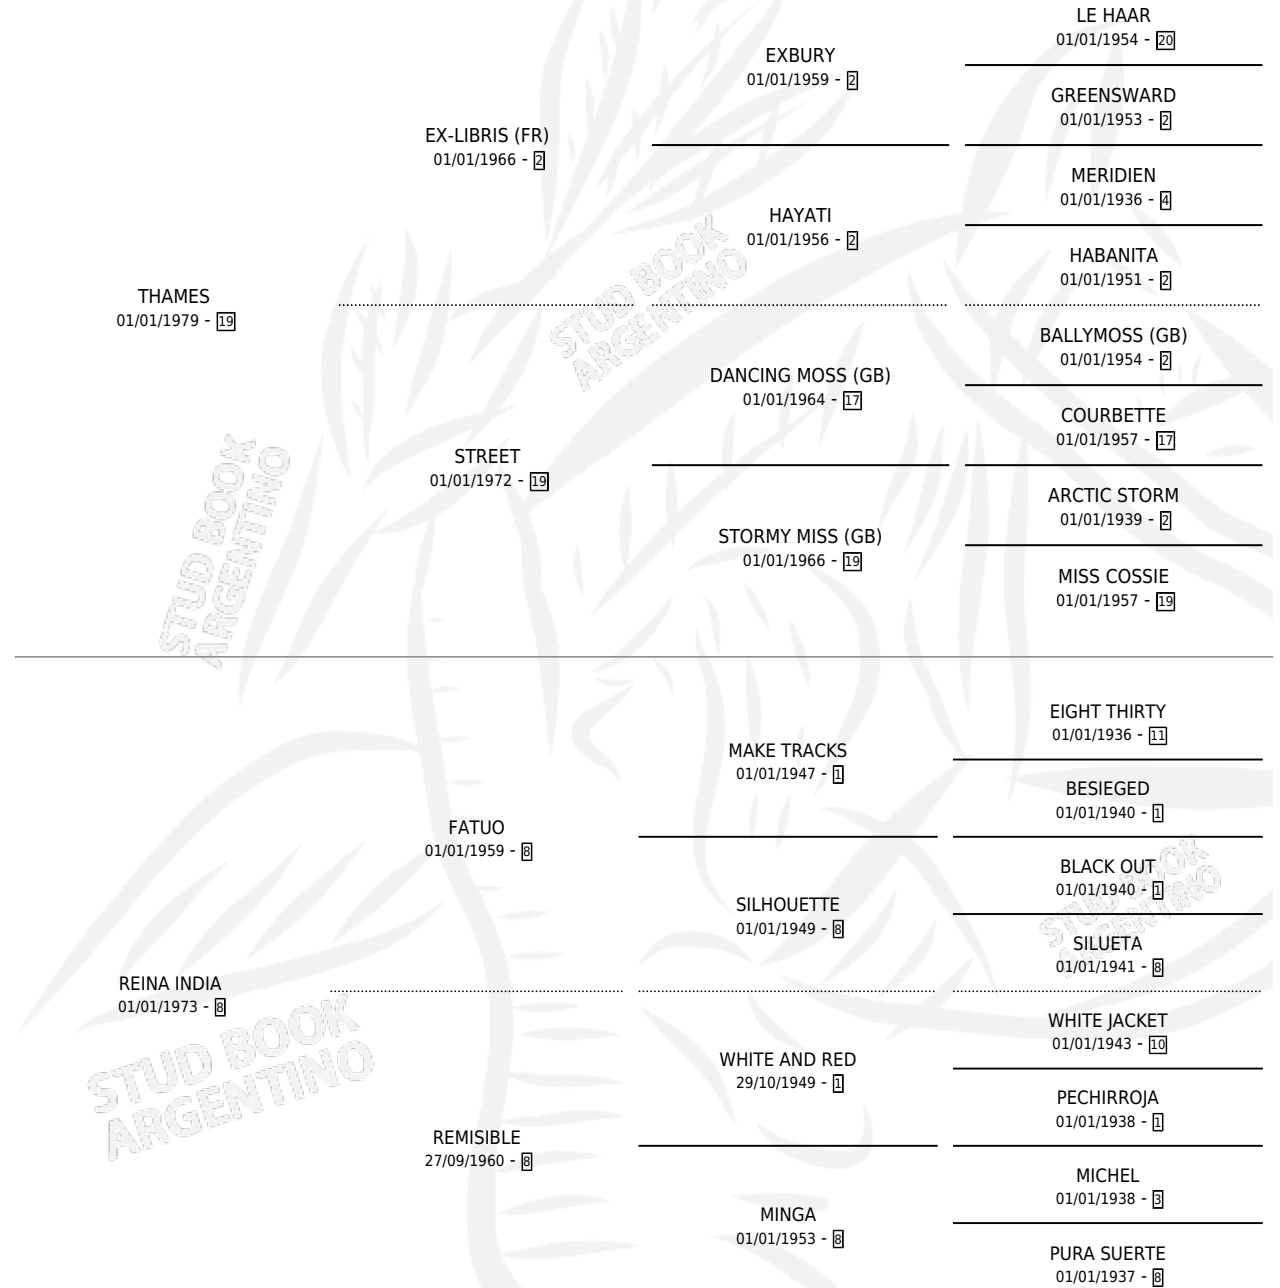 LE HAAR
01/01/1954 - 20
EXBURY
01/01/1959 - 2
GREENSWARD
01/01/1953 - 2
EX-LIBRIS (FR)
01/01/1966 - 2
MERIDIEN
01/01/1936 - 4
HAYATI
01/01/1956 - 2
HABANITA
01/01/1951 - 2
THAMES
01/01/1979 - 19
BALLYMOSS (GB)
01/01/1954 - 2
DANCING MOSS (GB)
01/01/1964 - 17
COURBETTE
01/01/1957 - 17
STREET
01/01/1972 - 19
ARCTIC STORM
01/01/1939 - 2
STORMY MISS (GB)
01/01/1966 - 19
MISS COSSIE
01/01/1957 - 19
EIGHT THIRTY
01/01/1936 - 11
MAKE TRACKS
01/01/1947 - 1
BESIEGED
01/01/1940 - 1
FATUO
01/01/1959 - 8
BLACK OUT
01/01/1940 - 1
SILHOUETTE
01/01/1949 - 8
SILUETA
01/01/1941 - 8
REINA INDIA
01/01/1973 - 8
WHITE JACKET
01/01/1943 - 10
WHITE AND RED
29/10/1949 - 1
PECHIRROJA
01/01/1938 - 1
REMISIBLE
27/09/1960 - 8
MICHEL
01/01/1938 - 3
MINGA
01/01/1953 - 8
PURA SUERTE
01/01/1937 - 8
STUD BOOK
ARGENTINO
STUD BOOK
ARGENTINO
STUD BOOK
ARGENTINO
STUD BOOK
ARGENTINO